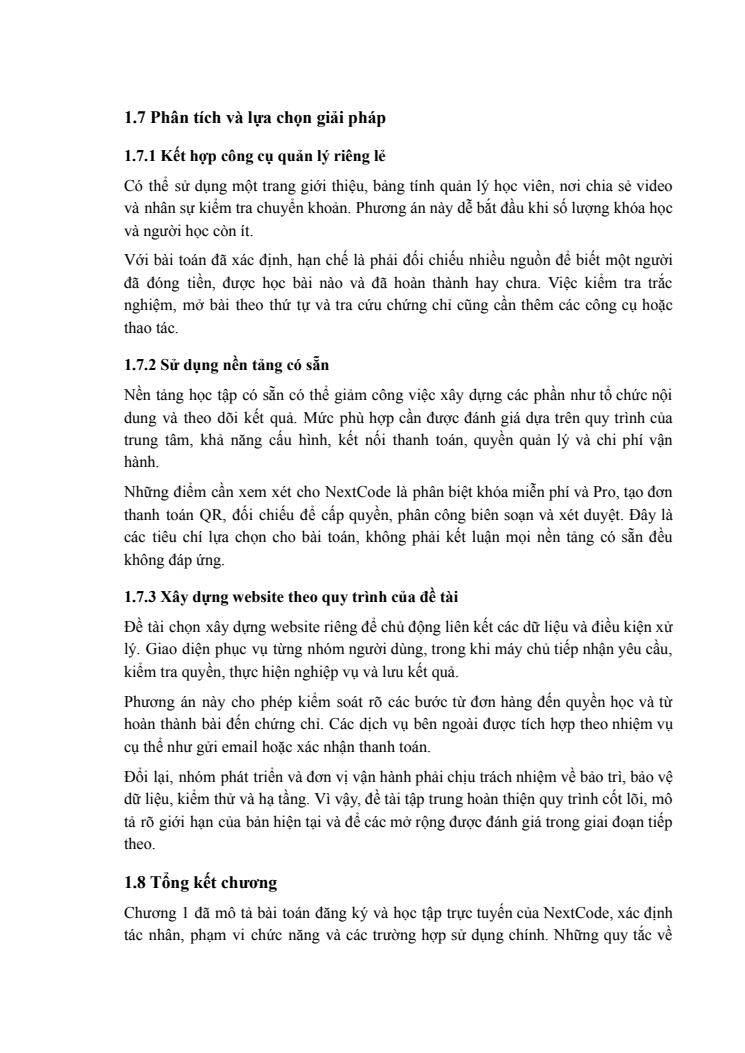 1.7 Phân tích và lựa chọn giải pháp
1.7.1 Kết hợp công cụ quản lý riêng lẻ
Có thể sử dụng một trang giới thiệu, bảng tính quản lý học viên, nơi chia sẻ video
và nhân sự kiểm tra chuyển khoản. Phương án này dễ bắt đầu khi số lượng khóa học
và người học còn ít.
Với bài toán đã xác định, hạn chế là phải đối chiếu nhiều nguồn để biết một người
đã đóng tiền, được học bài nào và đã hoàn thành hay chưa. Việc kiểm tra trắc
nghiệm, mở bài theo thứ tự và tra cứu chứng chỉ cũng cần thêm các công cụ hoặc
thao tác.
1.7.2 Sử dụng nền tảng có sẵn
Nền tảng học tập có sẵn có thể giảm công việc xây dựng các phần như tổ chức nội
dung và theo dõi kết quả. Mức phù hợp cần được đánh giá dựa trên quy trình của
trung tâm, khả năng cấu hình, kết nối thanh toán, quyền quản lý và chi phí vận
hành.
Những điểm cần xem xét cho NextCode là phân biệt khóa miễn phí và Pro, tạo đơn
thanh toán QR, đối chiếu để cấp quyền, phân công biên soạn và xét duyệt. Đây là
các tiêu chí lựa chọn cho bài toán, không phải kết luận mọi nền tảng có sẵn đều
không đáp ứng.
1.7.3 Xây dựng website theo quy trình của đề tài
Đề tài chọn xây dựng website riêng để chủ động liên kết các dữ liệu và điều kiện xử
lý. Giao diện phục vụ từng nhóm người dùng, trong khi máy chủ tiếp nhận yêu cầu,
kiểm tra quyền, thực hiện nghiệp vụ và lưu kết quả.
Phương án này cho phép kiểm soát rõ các bước từ đơn hàng đến quyền học và từ
hoàn thành bài đến chứng chỉ. Các dịch vụ bên ngoài được tích hợp theo nhiệm vụ
cụ thể như gửi email hoặc xác nhận thanh toán.
Đổi lại, nhóm phát triển và đơn vị vận hành phải chịu trách nhiệm về bảo trì, bảo vệ
dữ liệu, kiểm thử và hạ tầng. Vì vậy, đề tài tập trung hoàn thiện quy trình cốt lõi, mô
tả rõ giới hạn của bản hiện tại và để các mở rộng được đánh giá trong giai đoạn tiếp
theo.
1.8 Tổng kết chương
Chương 1 đã mô tả bài toán đăng ký và học tập trực tuyến của NextCode, xác định
tác nhân, phạm vi chức năng và các trường hợp sử dụng chính. Những quy tắc về